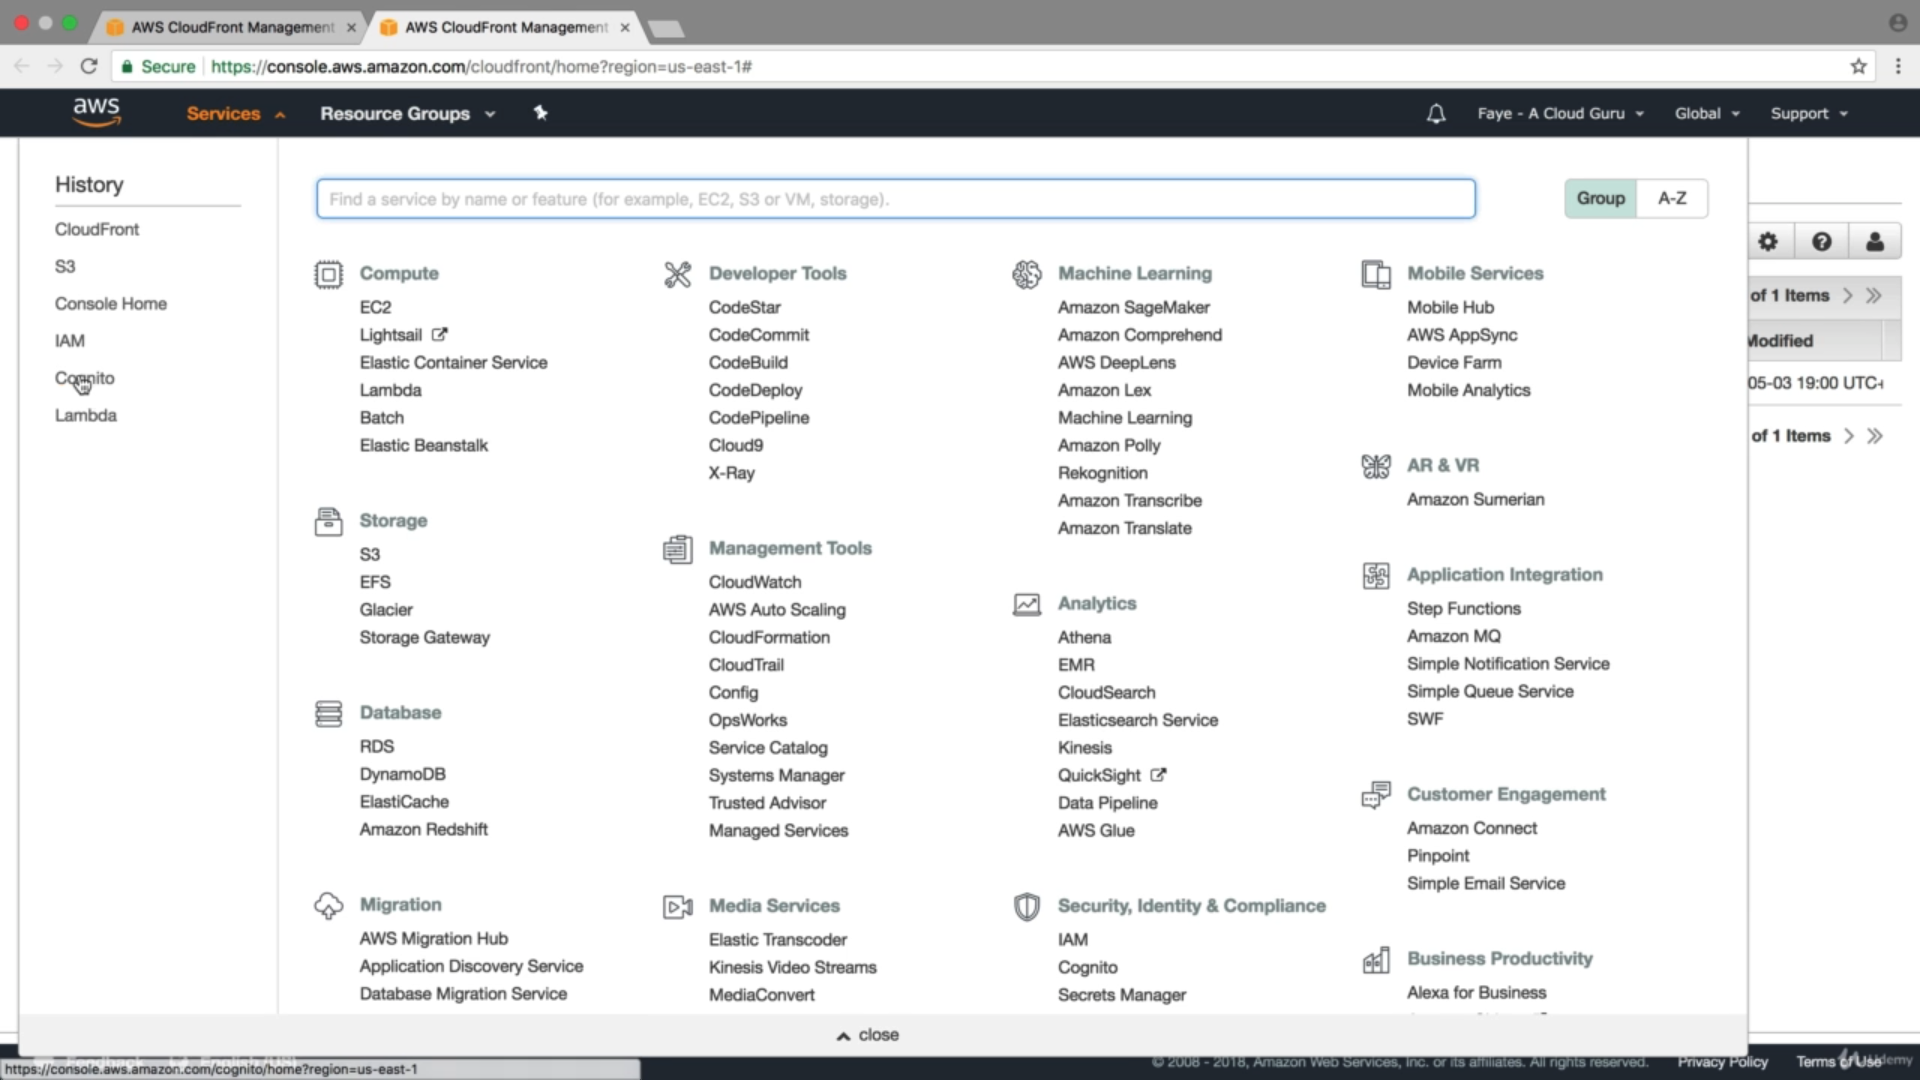 AWS CloudFront Management
AWS CloudFront Management
Secure
https://console.aws.amazon.com/cloudfront/home?region=us-east-1#
aws
Services
Resource Groups
Faye - A Cloud Guru
Global
Support
History
CloudFront
S3
Console Home
IAM
Cognito
Lambda
Find a service by name or feature (for example, EC2, S3 or VM, storage).
Group
A-Z
Compute
EC2
Lightsail
Elastic Container Service
Lambda
Batch
Elastic Beanstalk
Storage
S3
EFS
Glacier
Storage Gateway
Database
RDS
DynamoDB
ElastiCache
Amazon Redshift
Migration
AWS Migration Hub
Application Discovery Service
Database Migration Service
Developer Tools
CodeStar
CodeCommit
CodeBuild
CodeDeploy
CodePipeline
Cloud9
X-Ray
Management Tools
CloudWatch
AWS Auto Scaling
CloudFormation
CloudTrail
Config
OpsWorks
Service Catalog
Systems Manager
Trusted Advisor
Managed Services
Media Services
Elastic Transcoder
Kinesis Video Streams
MediaConvert
Machine Learning
Amazon SageMaker
Amazon Comprehend
AWS DeepLens
Amazon Lex
Machine Learning
Amazon Polly
Rekognition
Amazon Transcribe
Amazon Translate
Analytics
Athena
EMR
CloudSearch
Elasticsearch Service
Kinesis
QuickSight
Data Pipeline
AWS Glue
Security, Identity & Compliance
IAM
Cognito
Secrets Manager
Mobile Services
Mobile Hub
AWS AppSync
Device Farm
Mobile Analytics
AR & VR
Amazon Sumerian
Application Integration
Step Functions
Amazon MQ
Simple Notification Service
Simple Queue Service
SWF
Customer Engagement
Amazon Connect
Pinpoint
Simple Email Service
Business Productivity
Alexa for Business
of 1 Items
Modified
05-03 19:00 UTC
of 1 Items
close
https://console.aws.amazon.com/cognito/home?region=us-east-1
© 2008 - 2018, Amazon Web Services, Inc. or its affiliates. All rights reserved.
Privacy Policy
Terms of Use